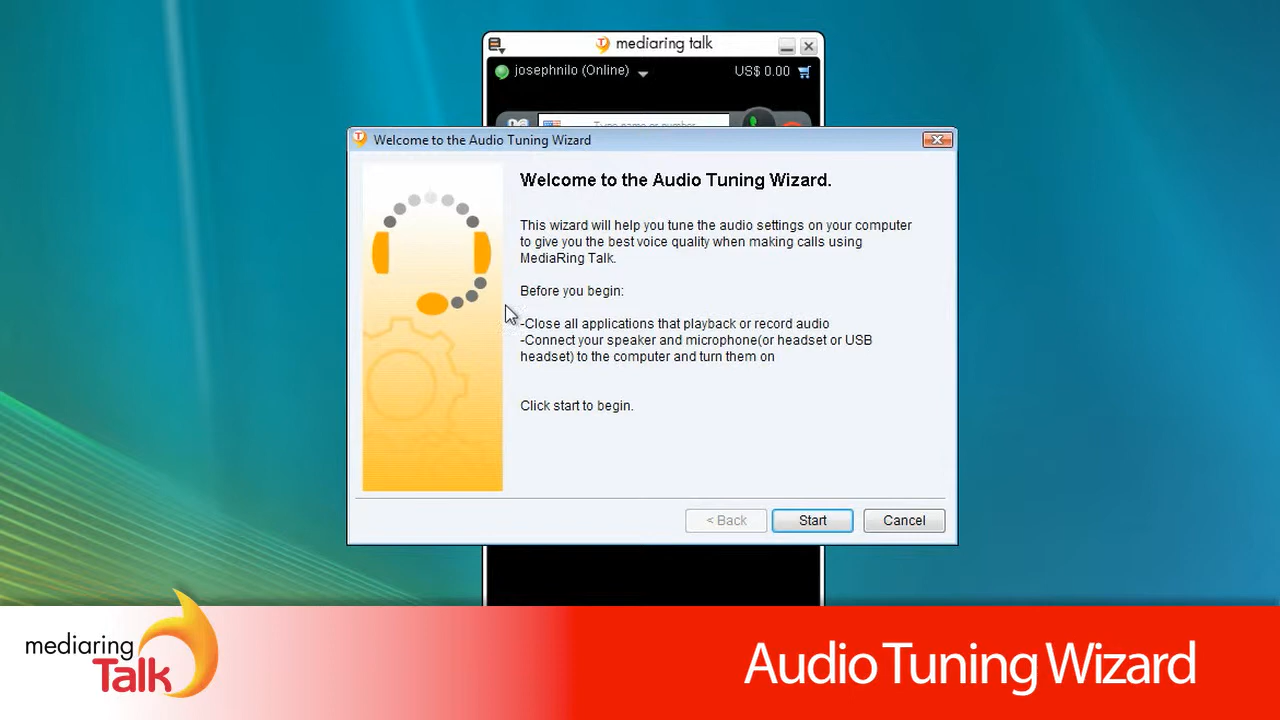 mediaring talk
josephnilo (Online)
US$ 0.00
Type name or number
Welcome to the Audio Tuning Wizard
Welcome to the Audio Tuning Wizard.
This wizard will help you tune the audio settings on your computer
to give you the best voice quality when making calls using
MediaRing Talk.
Before you begin:
-Close all applications that playback or record audio
-Connect your speaker and microphone(or headset or USB
headset) to the computer and turn them on
Click start to begin.
< Back
Start
Cancel
mediaring
Talk
Audio Tuning Wizard